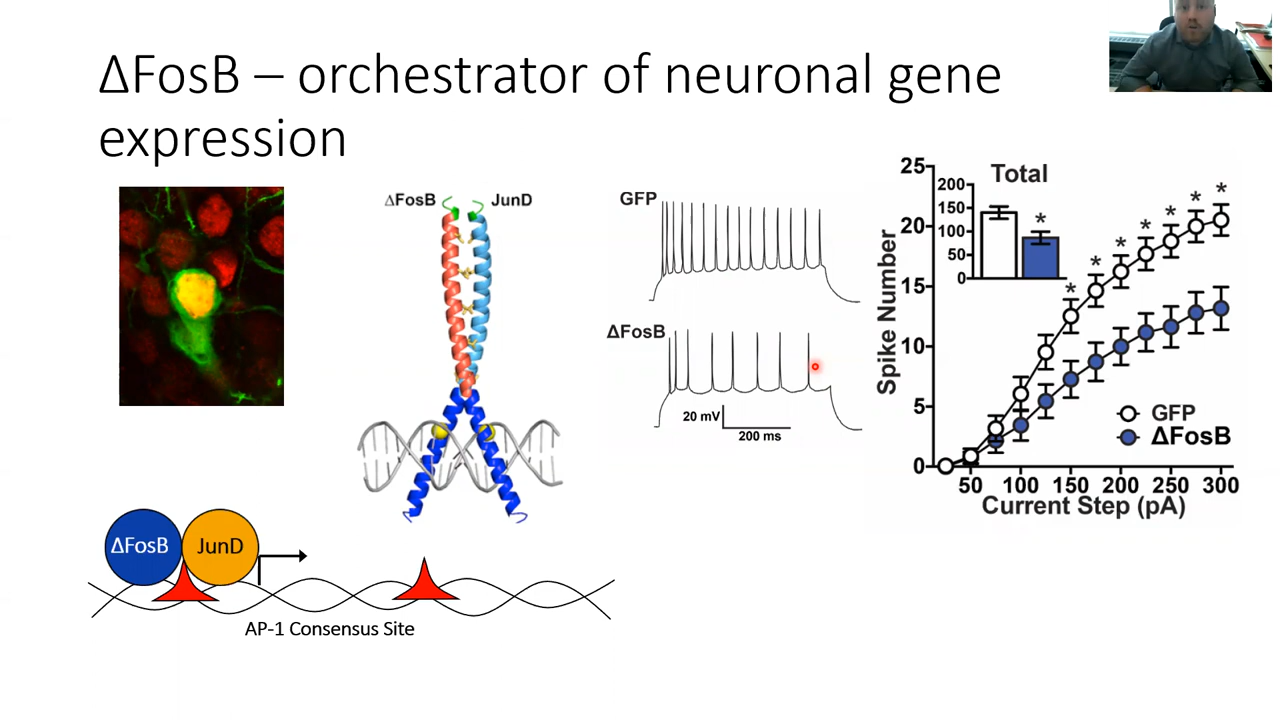 ΔFosB – orchestrator of neuronal gene
expression
ΔFosB
JunD
GFP
ΔFosB
20 mV
200 ms
25
20
15
10
5
0
Spike Number
Total
200
150
100
50
0
*
* * * * * * *
GFP
ΔFosB
50 100 150 200 250 300
Current Step (pA)
ΔFosB
JunD
AP-1 Consensus Site